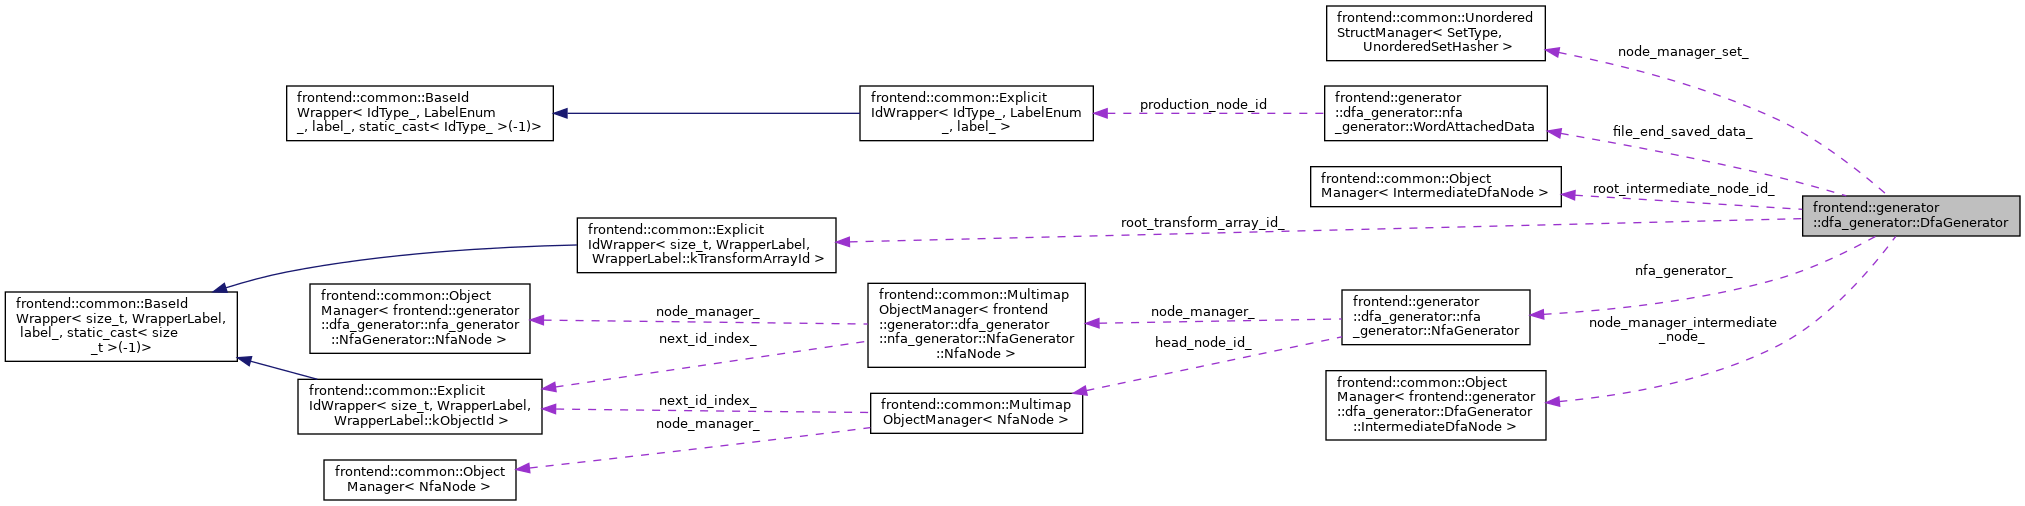 frontend::common::Unordered
StructManager< SetType,
UnorderedSetHasher >
node_manager_set_
frontend::common::BaseId
Wrapper< IdType_, LabelEnum
_, label_, static_cast< IdType_ >(-1)>
frontend::common::Explicit
IdWrapper< IdType_, LabelEnum
_, label_ >
production_node_id
frontend::generator
::dfa_generator::nfa
_generator::WordAttachedData
file_end_saved_data_
frontend::common::Object
Manager< IntermediateDfaNode >
root_intermediate_node_id_
frontend::generator
::dfa_generator::DfaGenerator
frontend::common::Explicit
IdWrapper< size_t, WrapperLabel,
WrapperLabel::kTransformArrayId >
root_transform_array_id_
frontend::common::BaseId
Wrapper< size_t, WrapperLabel,
label_, static_cast< size
_t >(-1)>
frontend::common::Object
Manager< frontend::generator
::dfa_generator::nfa_generator
::NfaGenerator::NfaNode >
node_manager_
next_id_index_
frontend::common::Multimap
ObjectManager< frontend
::generator::dfa_generator
::nfa_generator::NfaGenerator
::NfaNode >
node_manager_
head_node_id_
frontend::generator
::dfa_generator::nfa
_generator::NfaGenerator
nfa_generator_
node_manager_intermediate
_node_
frontend::common::Explicit
IdWrapper< size_t, WrapperLabel,
WrapperLabel::kObjectId >
next_id_index_
node_manager_
frontend::common::Multimap
ObjectManager< NfaNode >
frontend::common::Object
Manager< frontend::generator
::dfa_generator::DfaGenerator
::IntermediateDfaNode >
frontend::common::Object
Manager< NfaNode >